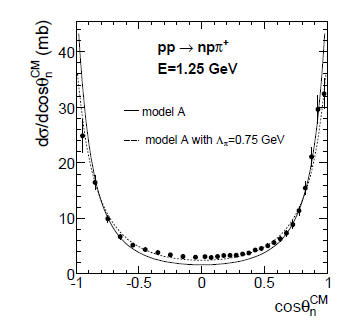 dσ/dcosθₙᶜᴹ (mb)
pp → npπ⁺
E=1.25 GeV
model A
model A with Λπ=0.75 GeV
40
30
20
10
0
-1 -0.5 0 0.5 1
cosθₙᶜᴹ